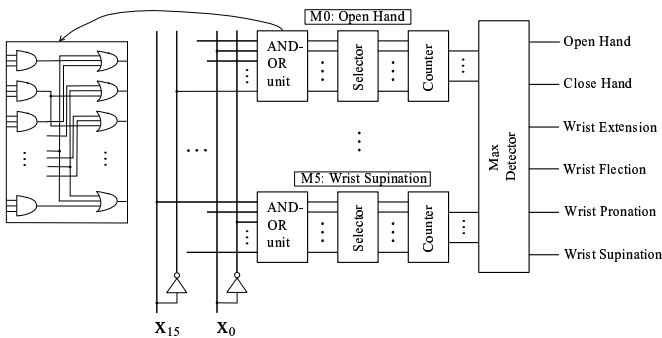 M0: Open Hand
AND-
OR
unit
Selector
Counter
Max
Detector
Open Hand
Close Hand
Wrist Extension
Wrist Flection
Wrist Pronation
Wrist Supination
M5: Wrist Supination
AND-
OR
unit
Selector
Counter
X15
X0